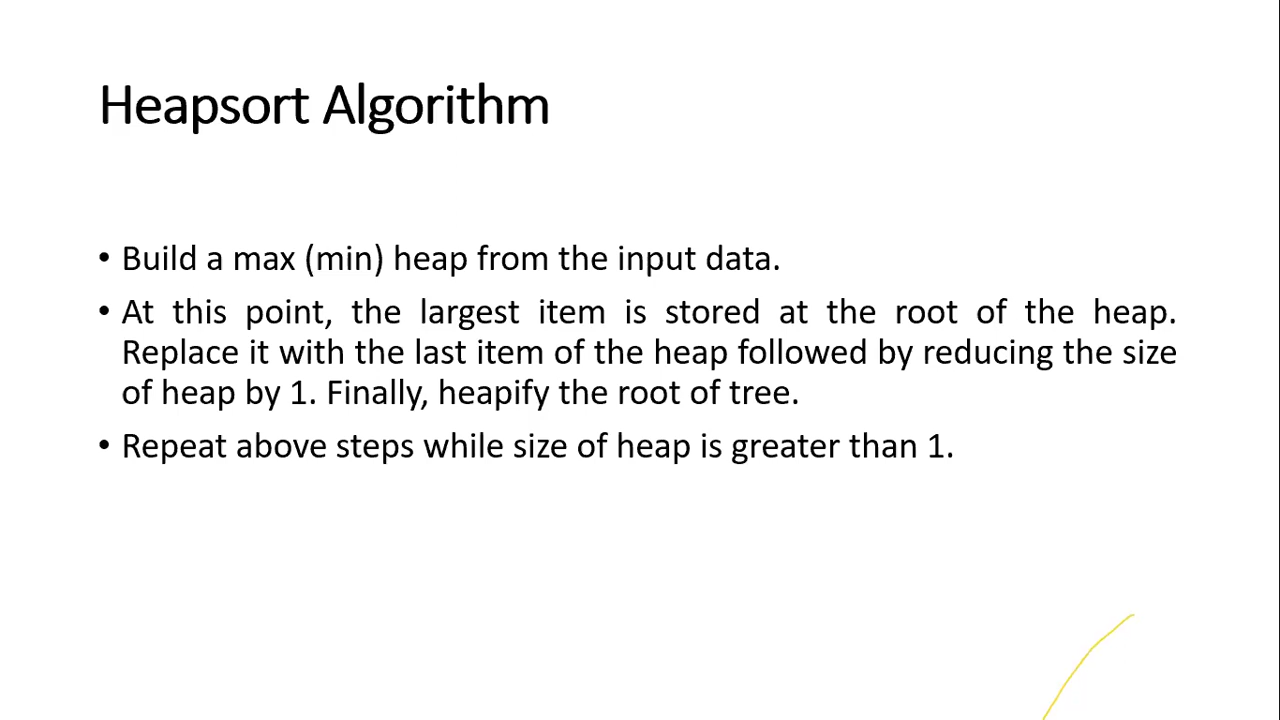 Heapsort Algorithm
• Build a max (min) heap from the input data.
• At this point, the largest item is stored at the root of the heap.
Replace it with the last item of the heap followed by reducing the size
of heap by 1. Finally, heapify the root of tree.
• Repeat above steps while size of heap is greater than 1.